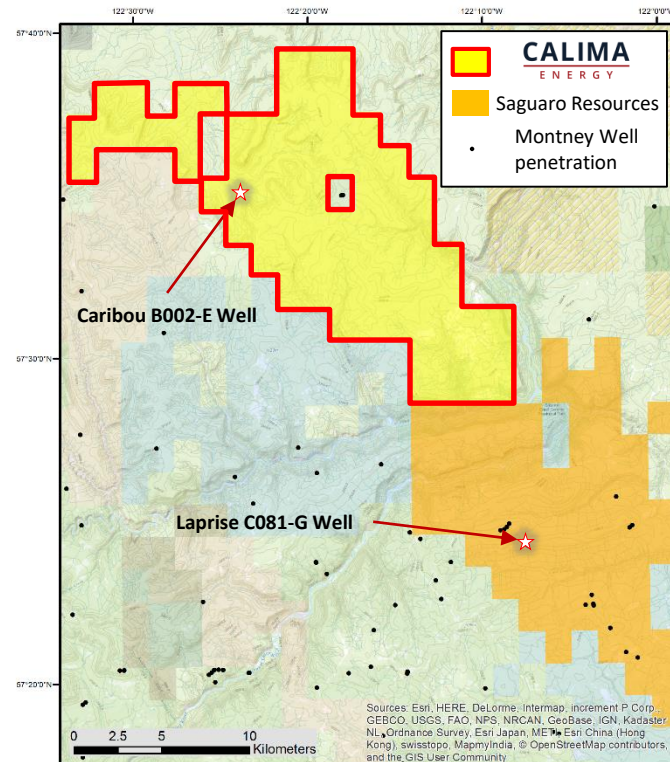 122°30'0"W 122°20'0"W 122°10'0"W 122°0'0"W
57°40'0"N
CALIMA
ENERGY
Saguaro Resources
Montney Well
penetration
Caribou B002-E Well
57°30'0"N
Laprise C081-G Well
57°20'0"N
0 2.5 5 10
Kilometers
Sources: Esri, HERE, DeLorme, Intermap, increment P Corp.,
GEBCO, USGS, FAO, NPS, NRCAN, GeoBase, IGN, Kadaster
NL, Ordnance Survey, Esri Japan, METI, Esri China (Hong
Kong), swisstopo, MapmyIndia, © OpenStreetMap contributors,
and the GIS User Community